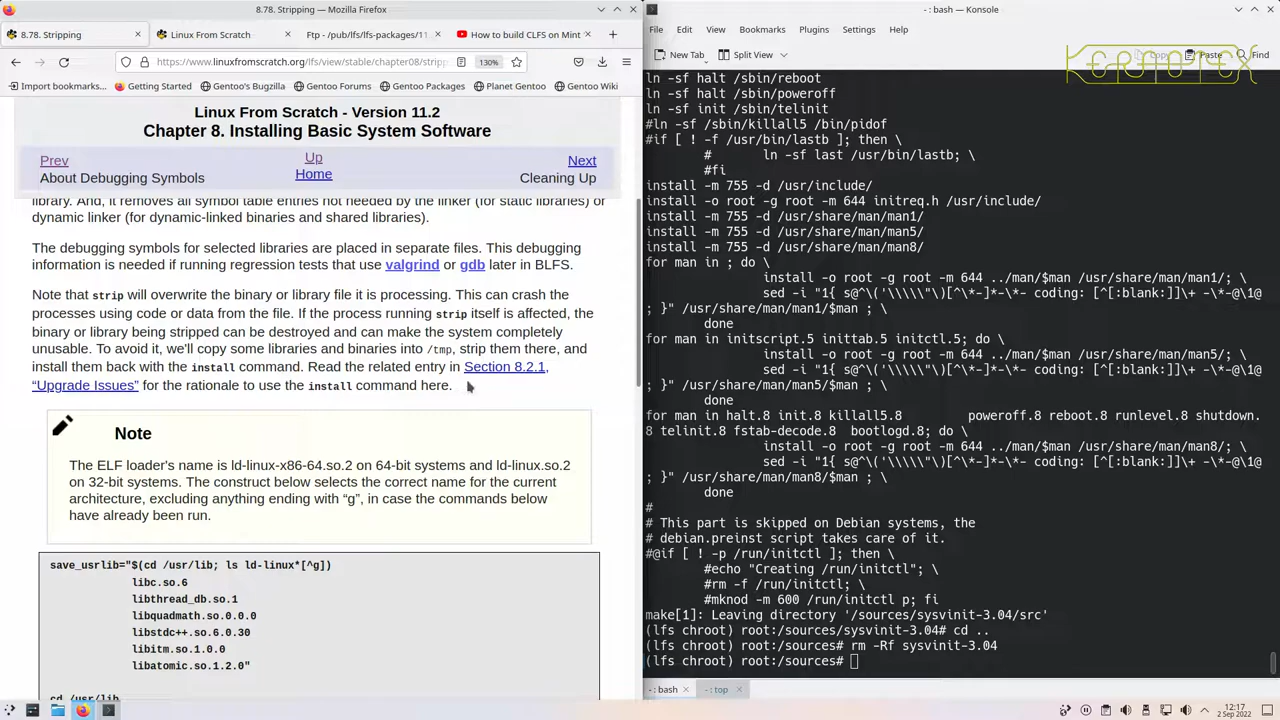 8.78. Stripping — Mozilla Firefox
8.78. Stripping
Linux From Scratch
Ftp - /pub/lfs/lfs-packages/11
How to build CLFS on Mint
https://www.linuxfromscratch.org/lfs/view/stable/chapter08/strip
Import bookmarks...
Getting Started
Gentoo's Bugzilla
Gentoo Forums
Gentoo Packages
Planet Gentoo
Gentoo Wiki
Linux From Scratch - Version 11.2
Chapter 8. Installing Basic System Software
Prev
Up
Next
About Debugging Symbols
Home
Cleaning Up
library. And, it removes all symbol table entries not needed by the linker (for static libraries) or
dynamic linker (for dynamic-linked binaries and shared libraries).
The debugging symbols for selected libraries are placed in separate files. This debugging
information is needed if running regression tests that use valgrind or gdb later in BLFS.
Note that strip will overwrite the binary or library file it is processing. This can crash the
processes using code or data from the file. If the process running strip itself is affected, the
binary or library being stripped can be destroyed and can make the system completely
unusable. To avoid it, we'll copy some libraries and binaries into /tmp, strip them there, and
install them back with the install command. Read the related entry in Section 8.2.1,
“Upgrade Issues” for the rationale to use the install command here.
Note
The ELF loader's name is ld-linux-x86-64.so.2 on 64-bit systems and ld-linux.so.2
on 32-bit systems. The construct below selects the correct name for the current
architecture, excluding anything ending with “g”, in case the commands below
have already been run.
save_usrlib="$(cd /usr/lib; ls ld-linux*[^g])
libc.so.6
libthread_db.so.1
libquadmath.so.0.0.0
libstdc++.so.6.0.30
libitm.so.1.0.0
libatomic.so.1.2.0"
cd /usr/lib
- : bash — Konsole
File Edit View Bookmarks Plugins Settings Help
New Tab
Split View
Copy
Paste
Find
KERNOTEX
ln -sf halt /sbin/reboot
ln -sf halt /sbin/poweroff
ln -sf init /sbin/telinit
#ln -sf /sbin/killall5 /bin/pidof
#if [ ! -f /usr/bin/lastb ]; then \
# ln -sf last /usr/bin/lastb; \
#fi
install -m 755 -d /usr/include/
install -o root -g root -m 644 initreq.h /usr/include/
install -m 755 -d /usr/share/man/man1/
install -m 755 -d /usr/share/man/man5/
install -m 755 -d /usr/share/man/man8/
for man in ; do \
install -o root -g root -m 644 ../man/$man /usr/share/man/man1/; \
sed -i "1{ s@^\('\\\\\"\)[^\*-]*-\*- coding: [^[:blank:]]\+ -\*-@\1@
; }" /usr/share/man/man1/$man ; \
done
for man in initscript.5 inittab.5 initctl.5; do \
install -o root -g root -m 644 ../man/$man /usr/share/man/man5/; \
sed -i "1{ s@^\('\\\\\"\)[^\*-]*-\*- coding: [^[:blank:]]\+ -\*-@\1@
; }" /usr/share/man/man5/$man ; \
done
for man in halt.8 init.8 killall5.8 poweroff.8 reboot.8 runlevel.8 shutdown.
8 telinit.8 fstab-decode.8 bootlogd.8; do \
install -o root -g root -m 644 ../man/$man /usr/share/man/man8/; \
sed -i "1{ s@^\('\\\\\"\)[^\*-]*-\*- coding: [^[:blank:]]\+ -\*-@\1@
; }" /usr/share/man/man8/$man ; \
done
#
# This part is skipped on Debian systems, the
# debian.preinst script takes care of it.
#@if [ ! -p /run/initctl ]; then \
#echo "Creating /run/initctl"; \
#rm -f /run/initctl; \
#mknod -m 600 /run/initctl p; fi
make[1]: Leaving directory '/sources/sysvinit-3.04/src'
(lfs chroot) root:/sources/sysvinit-3.04# cd ..
(lfs chroot) root:/sources# rm -Rf sysvinit-3.04
(lfs chroot) root:/sources#
- : bash
- : top
12:17
2 Sep 2022